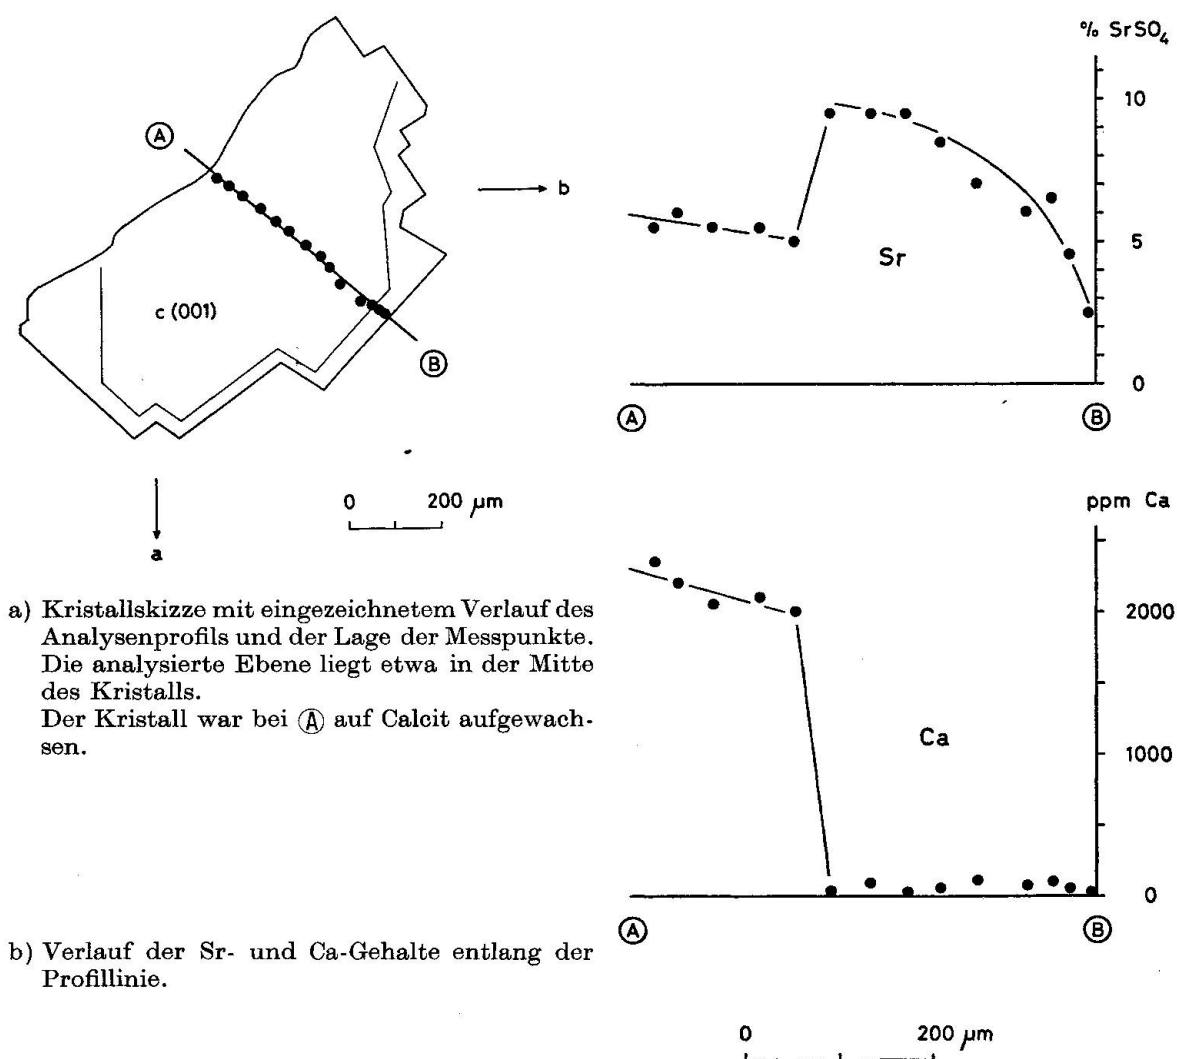 Ⓐ
b
c (001)
Ⓑ
a
0 200 μm
% SrSO₄
10
5
0
Sr
Ⓐ Ⓑ
ppm Ca
2000
1000
0
Ca
Ⓐ Ⓑ
0 200 μm
a) Kristallskizze mit eingezeichnetem Verlauf des
Analysenprofils und der Lage der Messpunkte.
Die analysierte Ebene liegt etwa in der Mitte
des Kristalls.
Der Kristall war bei Ⓐ auf Calcit aufgewach-
sen.
b) Verlauf der Sr- und Ca-Gehalte entlang der
Profillinie.